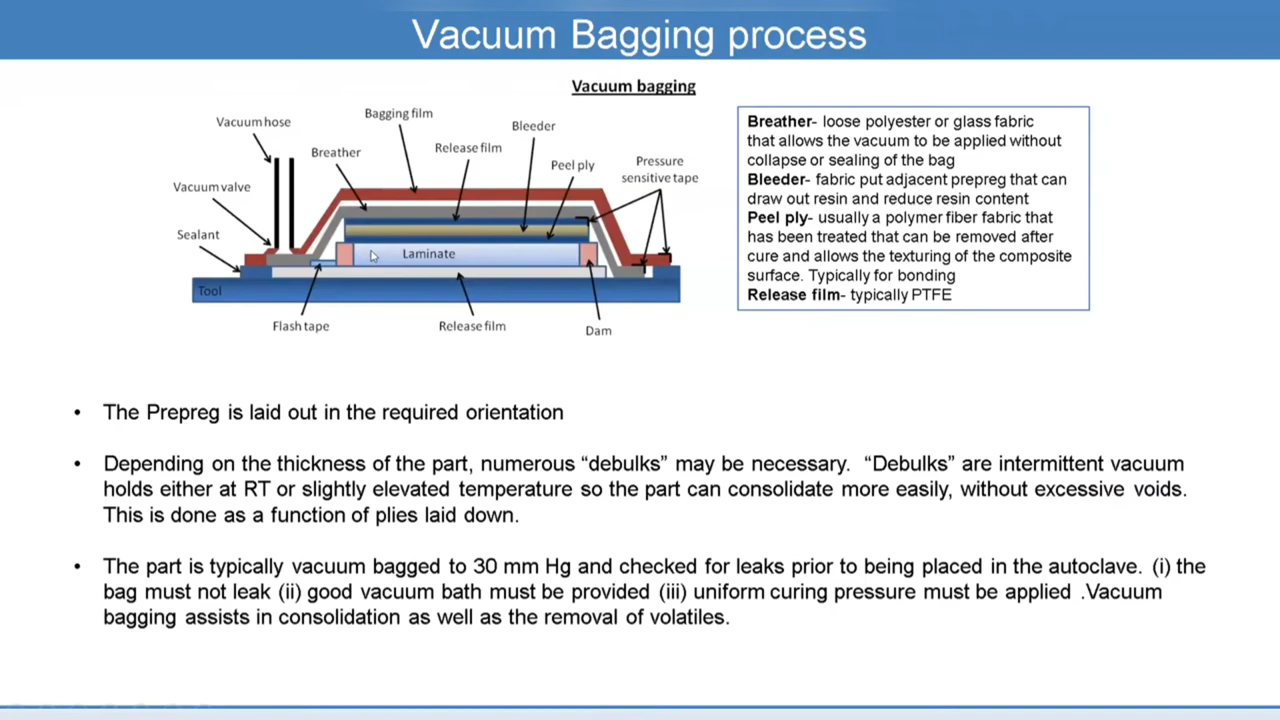 Vacuum Bagging process
Vacuum bagging
Vacuum hose
Bagging film
Bleeder
Breather
Release film
Peel ply
Pressure
sensitive tape
Vacuum valve
Sealant
Laminate
Tool
Flash tape
Release film
Dam
Breather- loose polyester or glass fabric
that allows the vacuum to be applied without
collapse or sealing of the bag
Bleeder- fabric put adjacent prepreg that can
draw out resin and reduce resin content
Peel ply- usually a polymer fiber fabric that
has been treated that can be removed after
cure and allows the texturing of the composite
surface. Typically for bonding
Release film- typically PTFE
• The Prepreg is laid out in the required orientation
• Depending on the thickness of the part, numerous “debulks” may be necessary. “Debulks” are intermittent vacuum
holds either at RT or slightly elevated temperature so the part can consolidate more easily, without excessive voids.
This is done as a function of plies laid down.
• The part is typically vacuum bagged to 30 mm Hg and checked for leaks prior to being placed in the autoclave. (i) the
bag must not leak (ii) good vacuum bath must be provided (iii) uniform curing pressure must be applied .Vacuum
bagging assists in consolidation as well as the removal of volatiles.